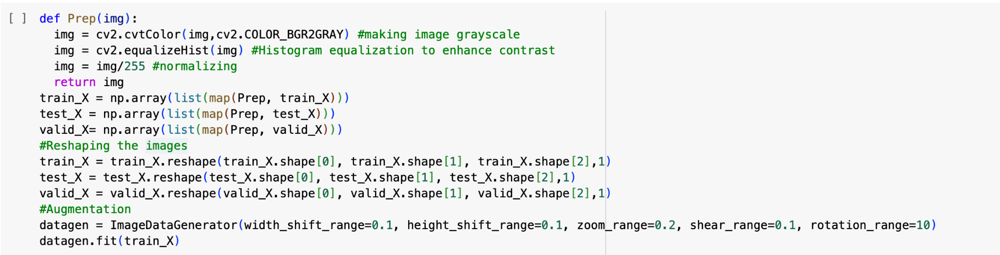 [ ] def Prep(img):
img = cv2.cvtColor(img,cv2.COLOR_BGR2GRAY) #making image grayscale
img = cv2.equalizeHist(img) #Histogram equalization to enhance contrast
img = img/255 #normalizing
return img
train_X = np.array(list(map(Prep, train_X)))
test_X = np.array(list(map(Prep, test_X)))
valid_X= np.array(list(map(Prep, valid_X)))
#Reshaping the images
train_X = train_X.reshape(train_X.shape[0], train_X.shape[1], train_X.shape[2],1)
test_X = test_X.reshape(test_X.shape[0], test_X.shape[1], test_X.shape[2],1)
valid_X = valid_X.reshape(valid_X.shape[0], valid_X.shape[1], valid_X.shape[2],1)
#Augmentation
datagen = ImageDataGenerator(width_shift_range=0.1, height_shift_range=0.1, zoom_range=0.2, shear_range=0.1, rotation_range=10)
datagen.fit(train_X)